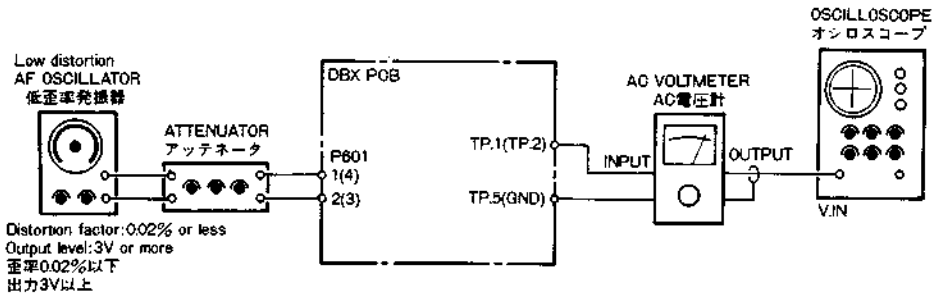 Low distortion
AF OSCILLATOR
低歪率発振器
Distortion factor:0.02% or less
Output level:3V or more
歪率0.02%以下
出力3V以上
ATTENUATOR
アッテネータ
DBX PCB
P601
1(4)
2(3)
TP.1(TP.2)
TP.5(GND)
AC VOLTMETER
AC電圧計
INPUT
OUTPUT
OSCILLOSCOPE
オシロスコープ
V.IN